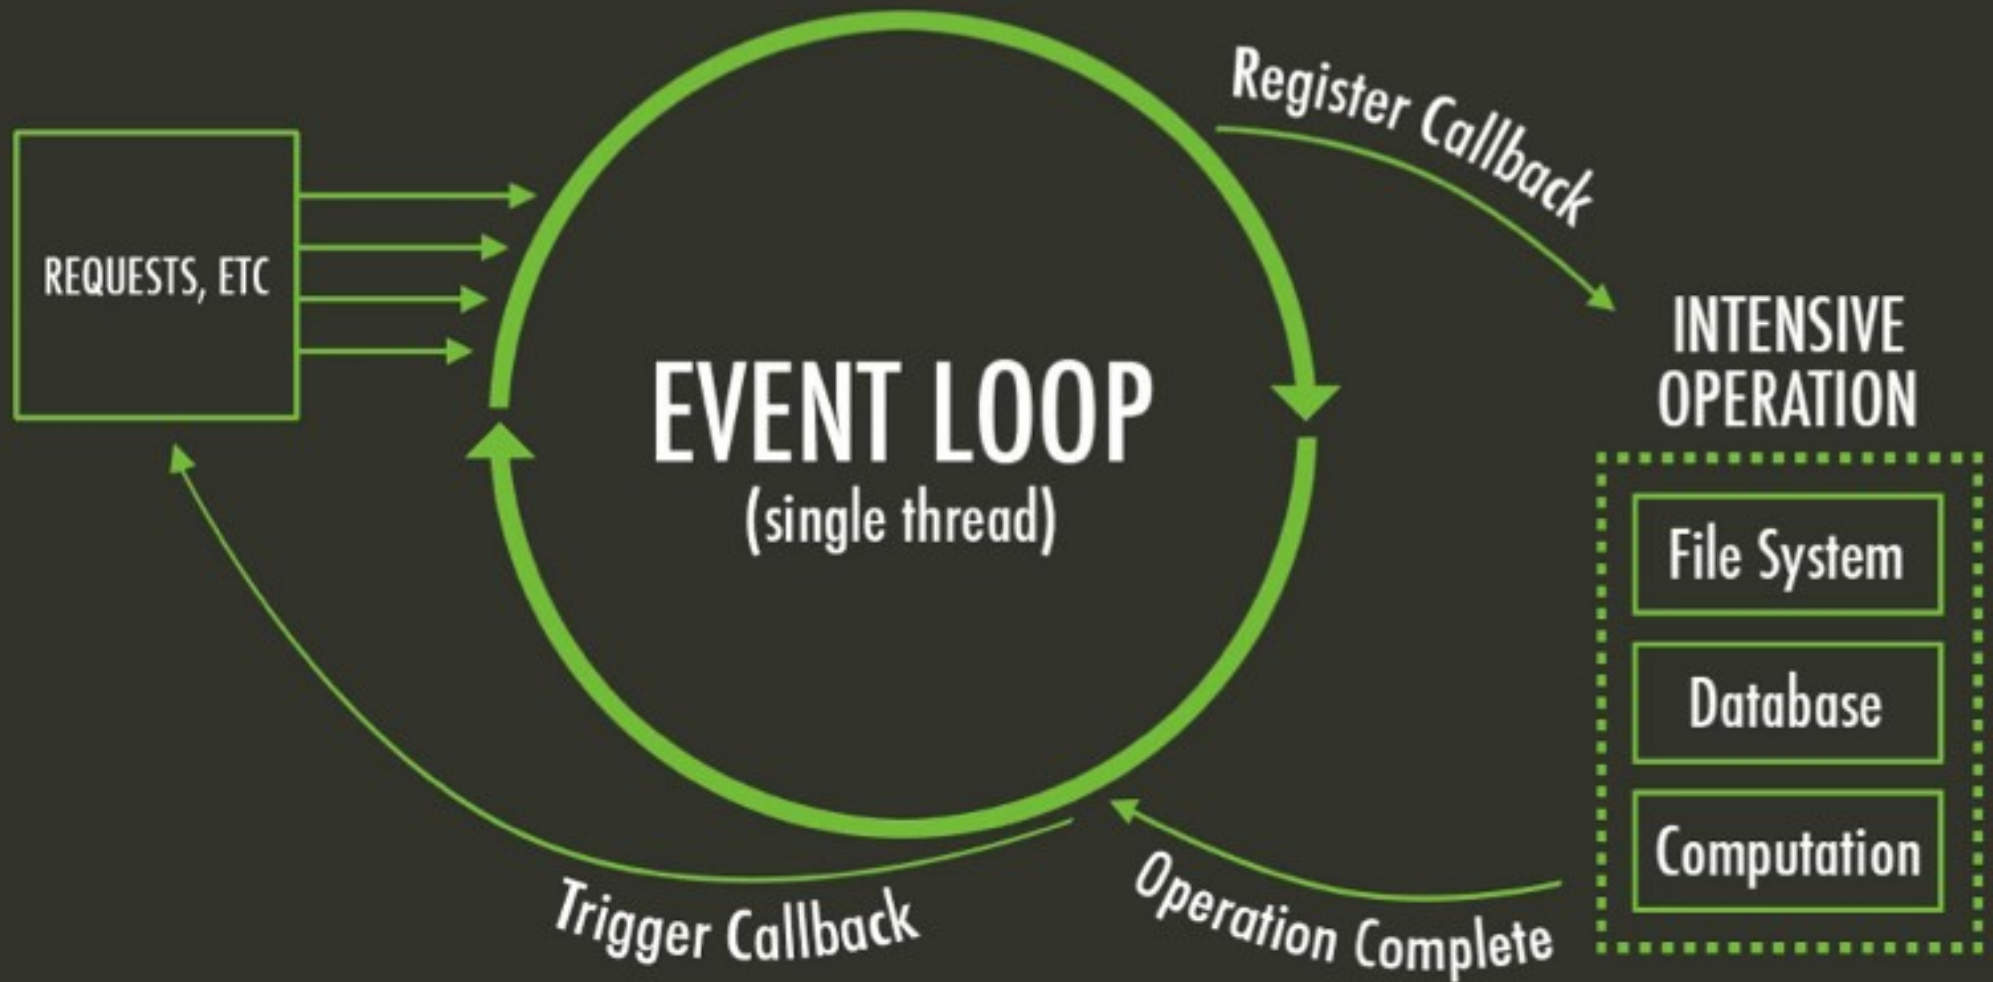 REQUESTS, ETC
EVENT LOOP
(single thread)
Register Callback
INTENSIVE
OPERATION
File System
Database
Computation
Operation Complete
Trigger Callback